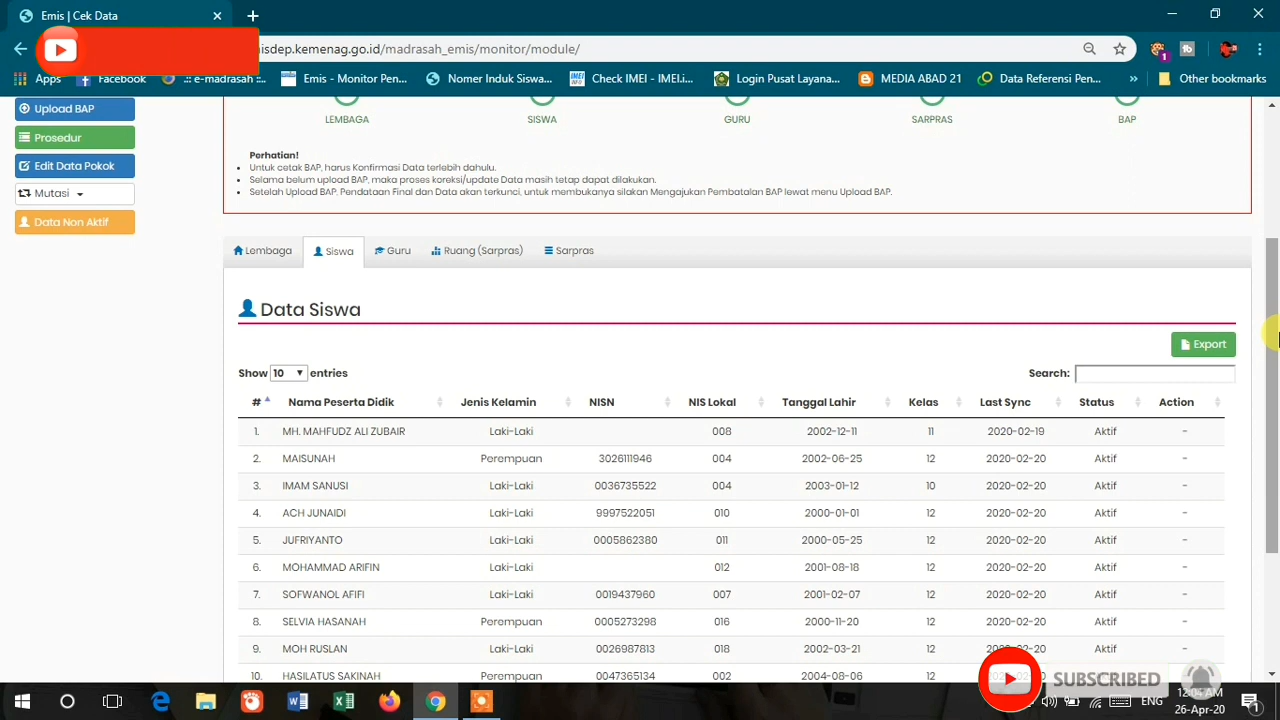 Emis | Cek Data
isdep.kemenag.go.id/madrasah_emis/monitor/module/
1
Apps
Facebook
.:: e-madrasah ::..
Emis - Monitor Pen...
Nomer Induk Siswa...
Check IMEI - IMEI.i...
Login Pusat Layana...
MEDIA ABAD 21
Data Referensi Pen...
»
Other bookmarks
Upload BAP
Prosedur
Edit Data Pokok
Mutasi
Data Non Aktif
LEMBAGA SISWA GURU SARPRAS BAP
Perhatian!
• Untuk cetak BAP, harus Konfirmasi Data terlebih dahulu.
• Selama belum upload BAP, maka proses koreksi/update Data masih tetap dapat dilakukan.
• Setelah Upload BAP, Pendataan Final dan Data akan terkunci, untuk membukanya silakan Mengajukan Pembatalan BAP lewat menu Upload BAP.
Lembaga Siswa Guru Ruang (Sarpras) Sarpras
Data Siswa
Export
Show 10 entries Search:
# Nama Peserta Didik Jenis Kelamin NISN NIS Lokal Tanggal Lahir Kelas Last Sync Status Action
1. MH. MAHFUDZ ALI ZUBAIR Laki-Laki 008 2002-12-11 11 2020-02-19 Aktif -
2. MAISUNAH Perempuan 3026111946 004 2002-06-25 12 2020-02-20 Aktif -
3. IMAM SANUSI Laki-Laki 0036735522 004 2003-01-12 10 2020-02-20 Aktif -
4. ACH JUNAIDI Laki-Laki 9997522051 010 2000-01-01 12 2020-02-20 Aktif -
5. JUFRIYANTO Laki-Laki 0005862380 011 2000-05-25 12 2020-02-20 Aktif -
6. MOHAMMAD ARIFIN Laki-Laki 012 2001-08-18 12 2020-02-20 Aktif -
7. SOFWANOL AFIFI Laki-Laki 0019437960 007 2001-02-07 12 2020-02-20 Aktif -
8. SELVIA HASANAH Perempuan 0005273298 016 2000-11-20 12 2020-02-20 Aktif -
9. MOH RUSLAN Laki-Laki 0026987813 018 2002-03-21 12 2020-02-20 Aktif -
10. HASILATUS SAKINAH Perempuan 0047365134 002 2004-08-06 12 2020-02-20 Aktif -
SUBSCRIBED
ENG
12:04 AM
26-Apr-20
1